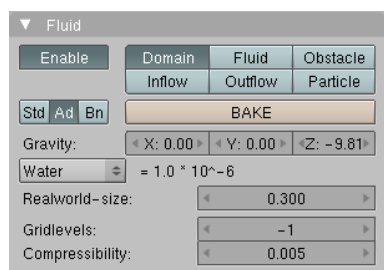 Fluid
Enable Domain Fluid Obstacle
Inflow Outflow Particle
Std Ad Bn BAKE
Gravity: X: 0.00 Y: 0.00 Z: -9.81
Water = 1.0 * 10^-6
Realworld-size: 0.300
Gridlevels: -1
Compressibility: 0.005